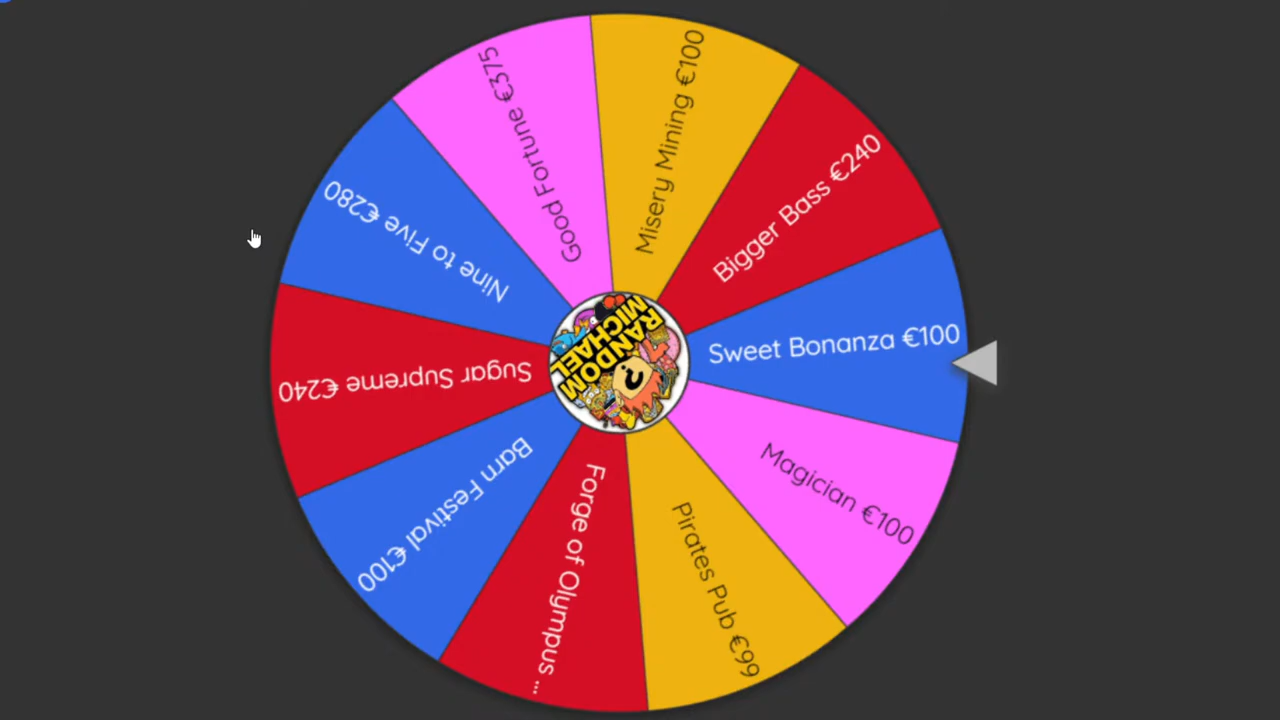 Good Fortune €375
Misery Mining €100
Bigger Bass €240
Sweet Bonanza €100
Magician €100
Pirates Pub €99
Forge of Olympus...
Barn Festival €100
Sugar Supreme €240
Nine to Five €280
RANDOM
MICHAEL